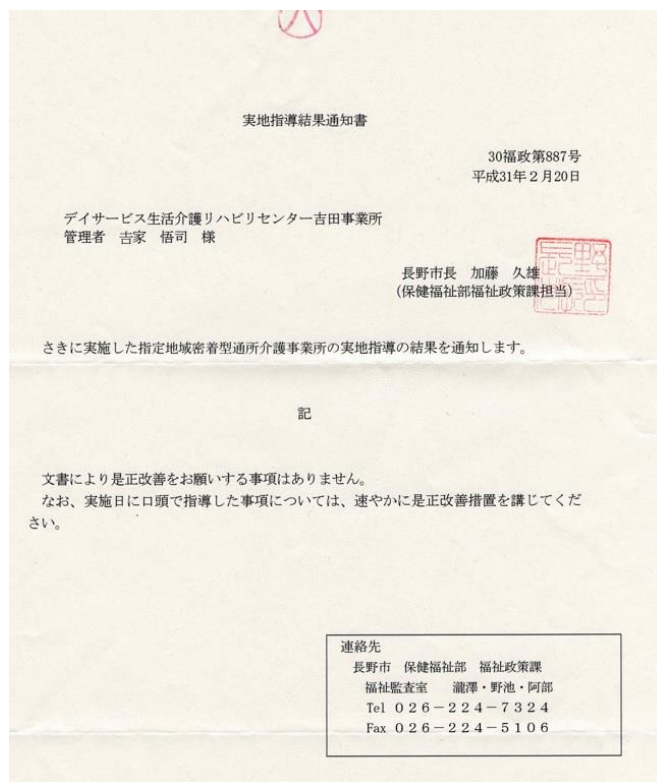 実地指導結果通知書
30福政第887号
平成31年2月20日
デイサービス生活介護リハビリセンター吉田事業所
管理者 吉家 悟司 様
長野市長 加藤 久雄
(保健福祉部福祉政策課担当)
さきに実施した指定地域密着型通所介護事業所の実地指導の結果を通知します。
記
文書により是正改善をお願いする事項はありません。
なお、実施日に口頭で指導した事項については、速やかに是正改善措置を講じてくだ
さい。
連絡先
長野市 保健福祉部 福祉政策課
福祉監査室 瀧澤・野池・阿部
Tel 026-224-7324
Fax 026-224-5106